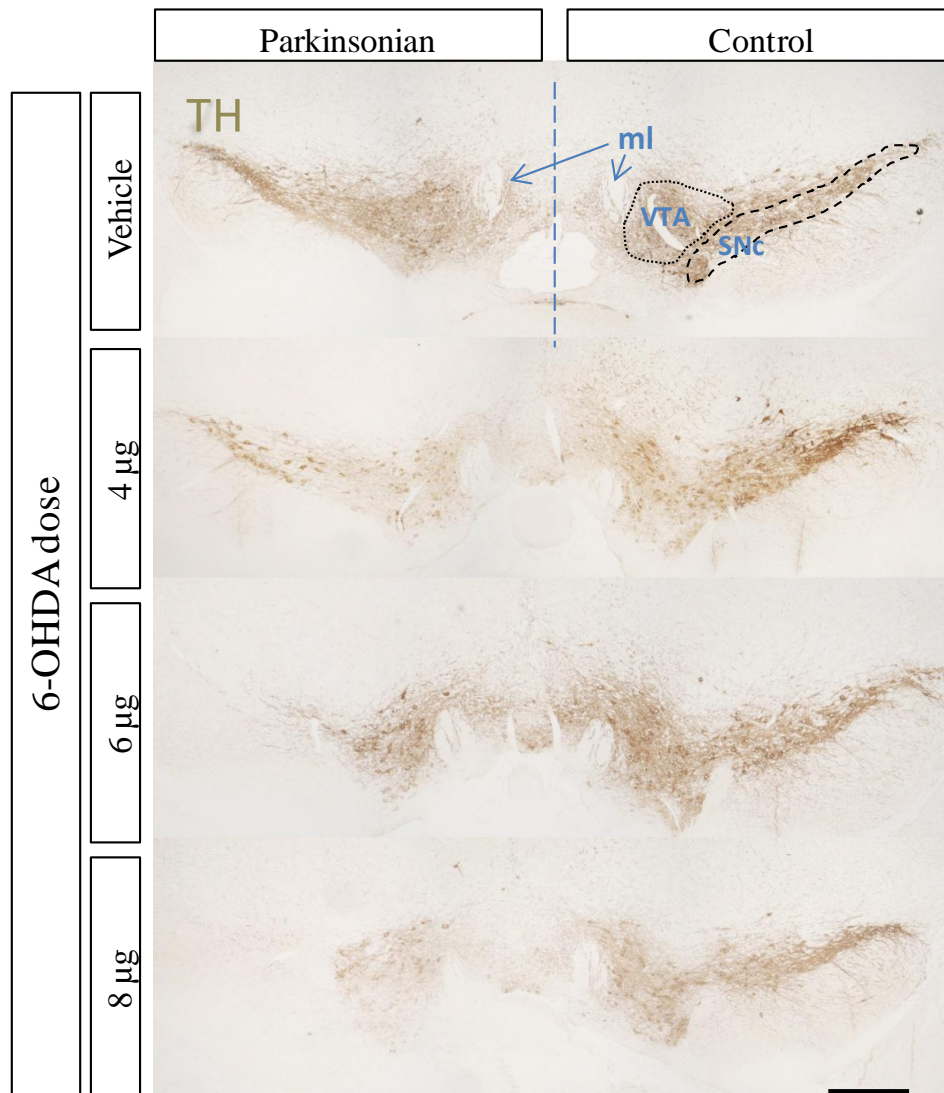 Parkinsonian
Control
TH
ml
VTA
SNc
6-OHDA dose
Vehicle
4 µg
6 µg
8 µg